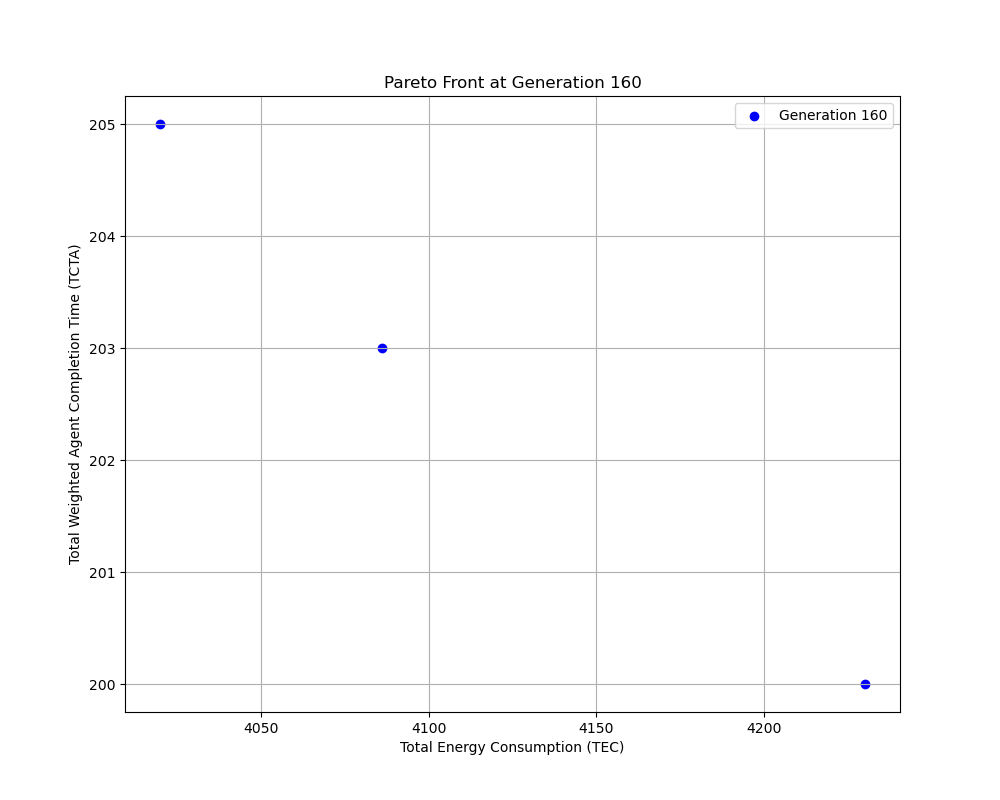 Pareto Front at Generation 160
Generation 160
205
204
203
202
201
200
Total Weighted Agent Completion Time (TCTA)
4050
4100
4150
4200
Total Energy Consumption (TEC)